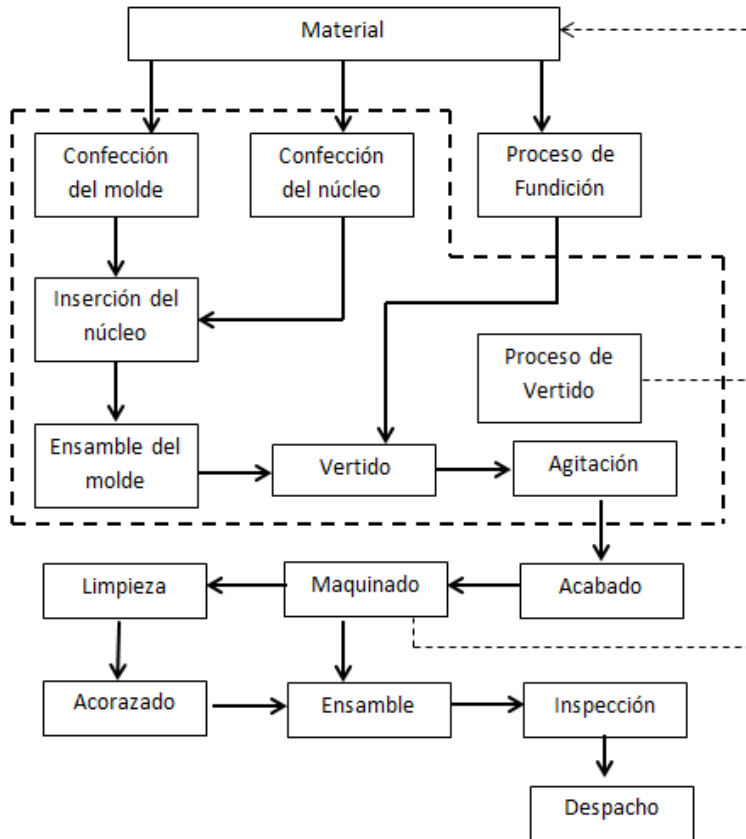 Material
Confección
del molde
Confección
del núcleo
Proceso de
Fundición
Inserción del
núcleo
Proceso de
Vertido
Ensamble del
molde
Vertido
Agitación
Limpieza
Maquinado
Acabado
Acorazado
Ensamble
Inspección
Despacho